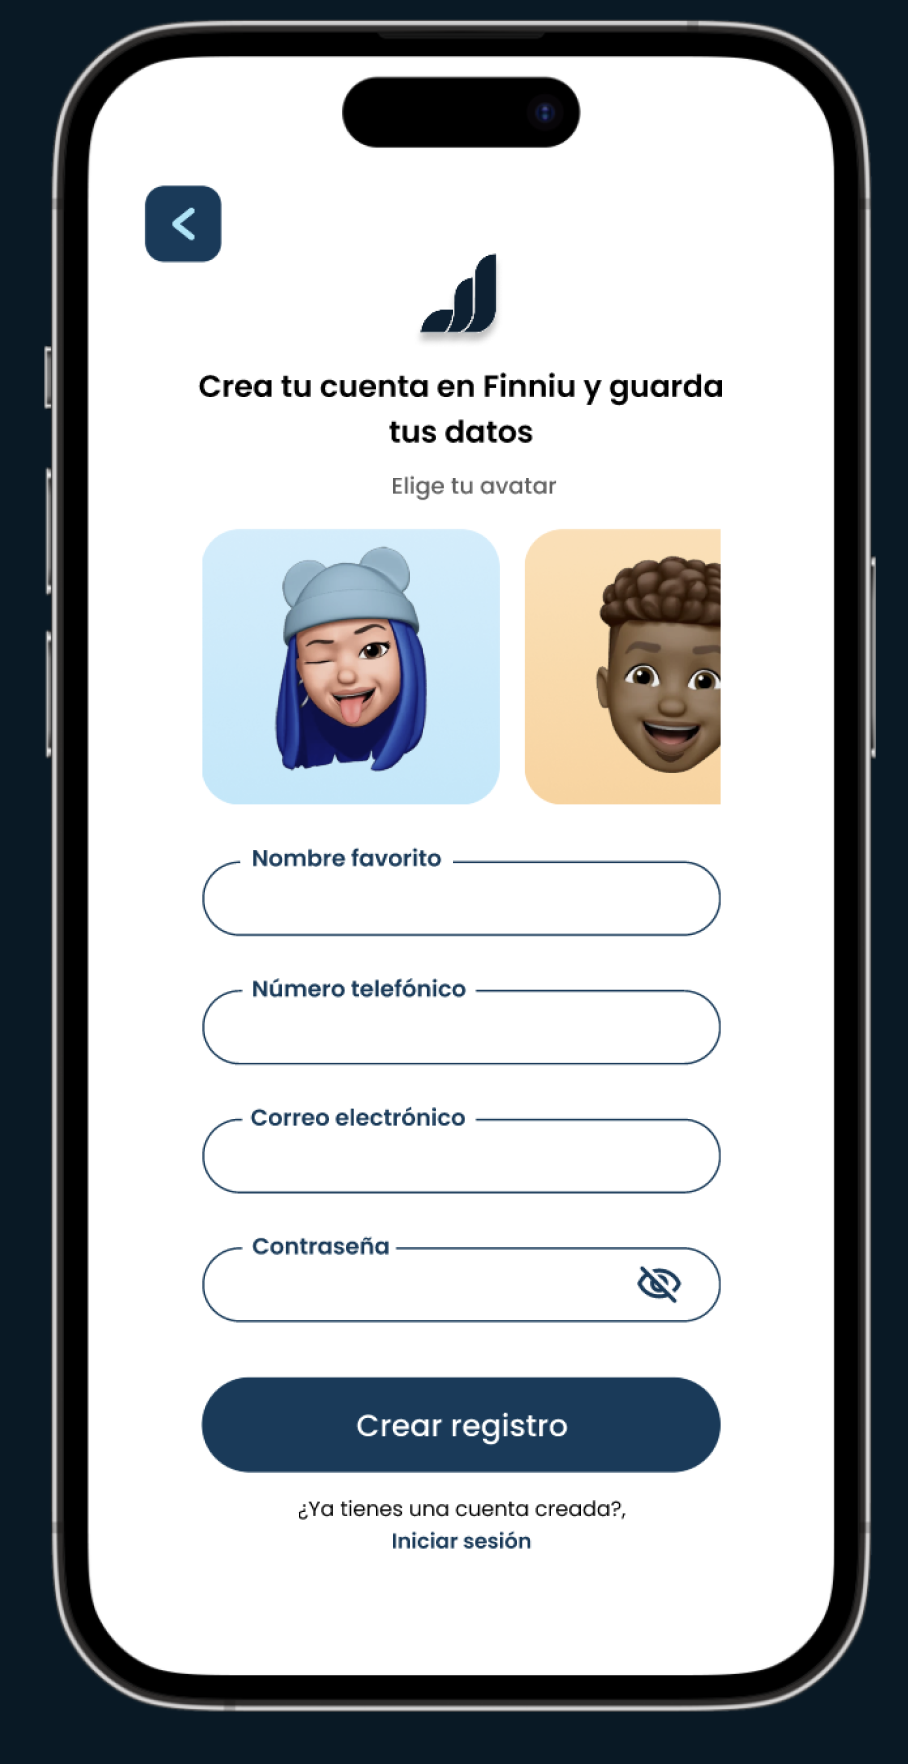 Crea tu cuenta en Finniu y guarda
tus datos
Elige tu avatar
Nombre favorito
Número telefónico
Correo electrónico
Contraseña
Crear registro
¿Ya tienes una cuenta creada?,
Iniciar sesión